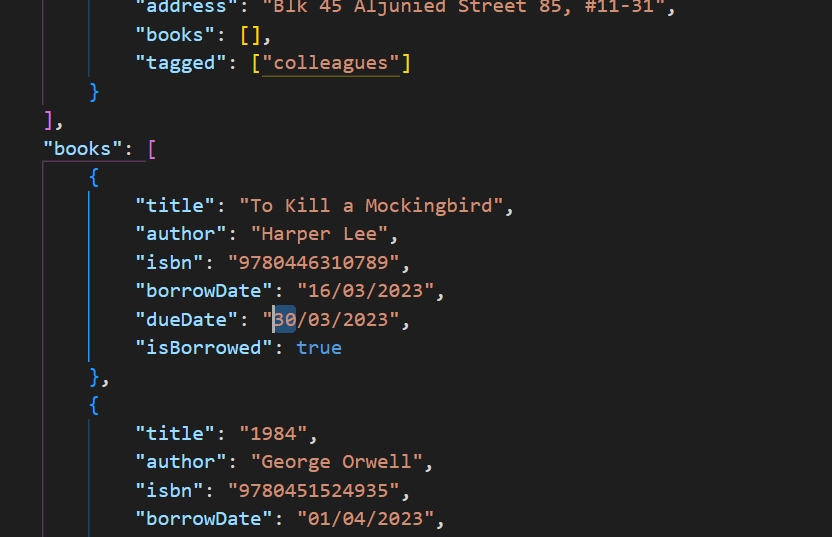 "address": "Blk 45 Aljunied Street 85, #11-31",
"books": [],
"tagged": ["colleagues"]
}
],
"books": [
{
"title": "To Kill a Mockingbird",
"author": "Harper Lee",
"isbn": "9780446310789",
"borrowDate": "16/03/2023",
"dueDate": "30/03/2023",
"isBorrowed": true
},
{
"title": "1984",
"author": "George Orwell",
"isbn": "9780451524935",
"borrowDate": "01/04/2023",